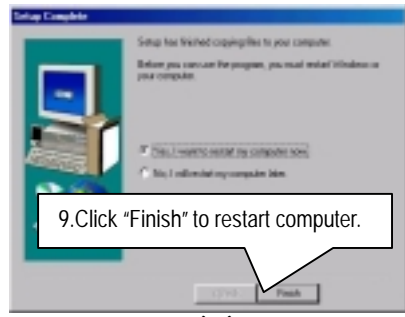 Setup Complete
Setup has finished copying files to your computer.
Before you can use the program, you must restart Windows or
your computer.
Yes, I want to restart my computer now.
No, I will restart my computer later.
9.Click “Finish” to restart computer.
Finish